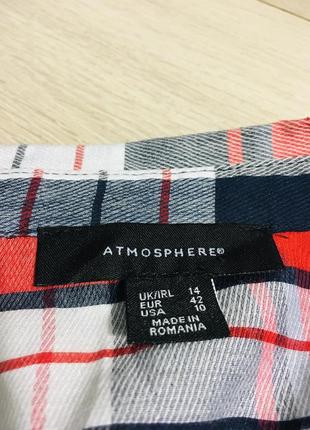 ATMOSPHERE®
UK/IRL 14
EUR 42
USA 10
MADE IN
ROMANIA